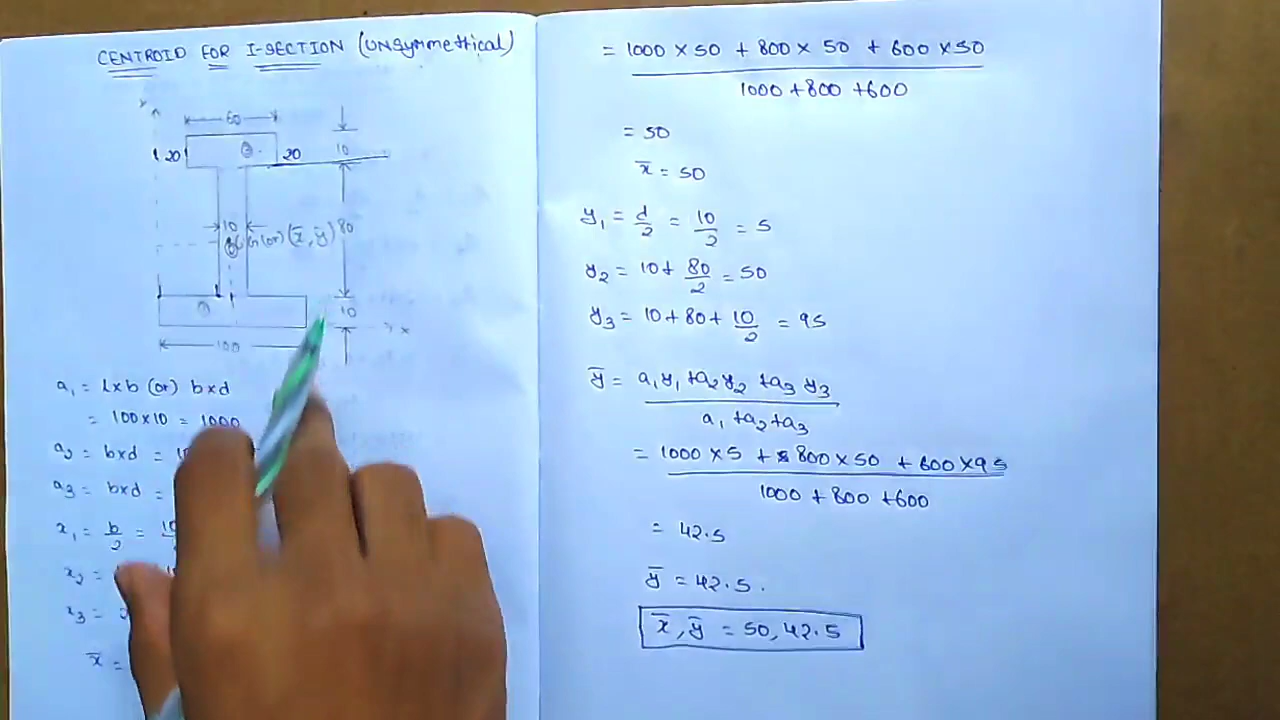 CENTROID FOR I-SECTION (UNSymmetrical)
Y
60
20 20 10
10 80
G (or) (x̄, ȳ)
10
x
100
a₁ = l×b (or) b×d
= 100×10 = 1000
a₂ = b×d =
a₃ = b×d =
x₁ = b/2 =
x₂ =
x₃ =
x̄ =
= 1000 × 50 + 800 × 50 + 600 × 50
1000 + 800 + 600
= 50
x̄ = 50
y₁ = d/2 = 10/2 = 5
y₂ = 10 + 80/2 = 50
y₃ = 10 + 80 + 10/2 = 95
ȳ = a₁y₁ + a₂y₂ + a₃y₃
a₁ + a₂ + a₃
= 1000 × 5 + 800 × 50 + 600 × 95
1000 + 800 + 600
= 42.5
ȳ = 42.5.
x̄, ȳ = 50, 42.5